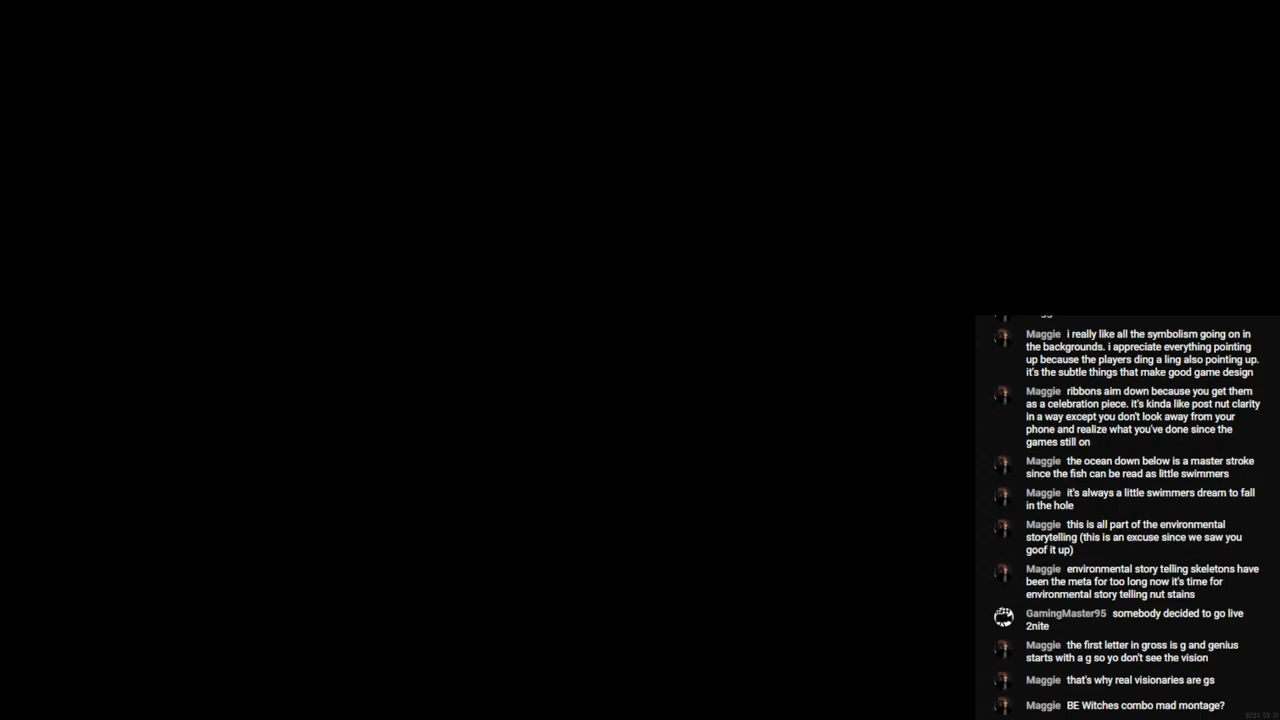 Maggie i really like all the symbolism going on in
the backgrounds. i appreciate everything pointing
up because the players ding a ling also pointing up.
it's the subtle things that make good game design
Maggie ribbons aim down because you get them
as a celebration piece. it's kinda like post nut clarity
in a way except you don't look away from your
phone and realize what you've done since the
games still on
Maggie the ocean down below is a master stroke
since the fish can be read as little swimmers
Maggie it's always a little swimmers dream to fall
in the hole
Maggie this is all part of the environmental
storytelling (this is an excuse since we saw you
goof it up)
Maggie environmental story telling skeletons have
been the meta for too long now it's time for
environmental story telling nut stains
GamingMaster95 somebody decided to go live
2nite
Maggie the first letter in gross is g and genius
starts with a g so yo don't see the vision
Maggie that's why real visionaries are gs
Maggie BE Witches combo mad montage?